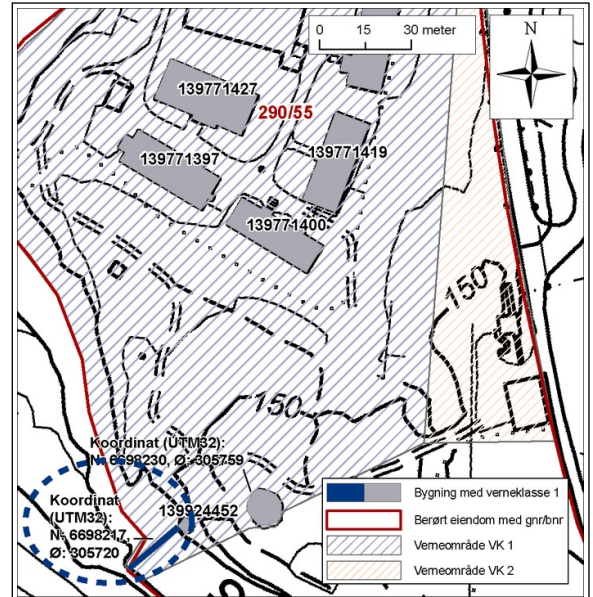 0 15 30 meter
N
139771427
290/55
139771397
139771419
139771400
150
150
Koordinat (UTM32):
N: 6698230, Ø: 305759
Koordinat
(UTM32):
N: 6698217,
Ø: 305720
139924452
Bygning med verneklasse 1
Berørt eiendom med gnr/bnr
Verneområde VK 1
Verneområde VK 2